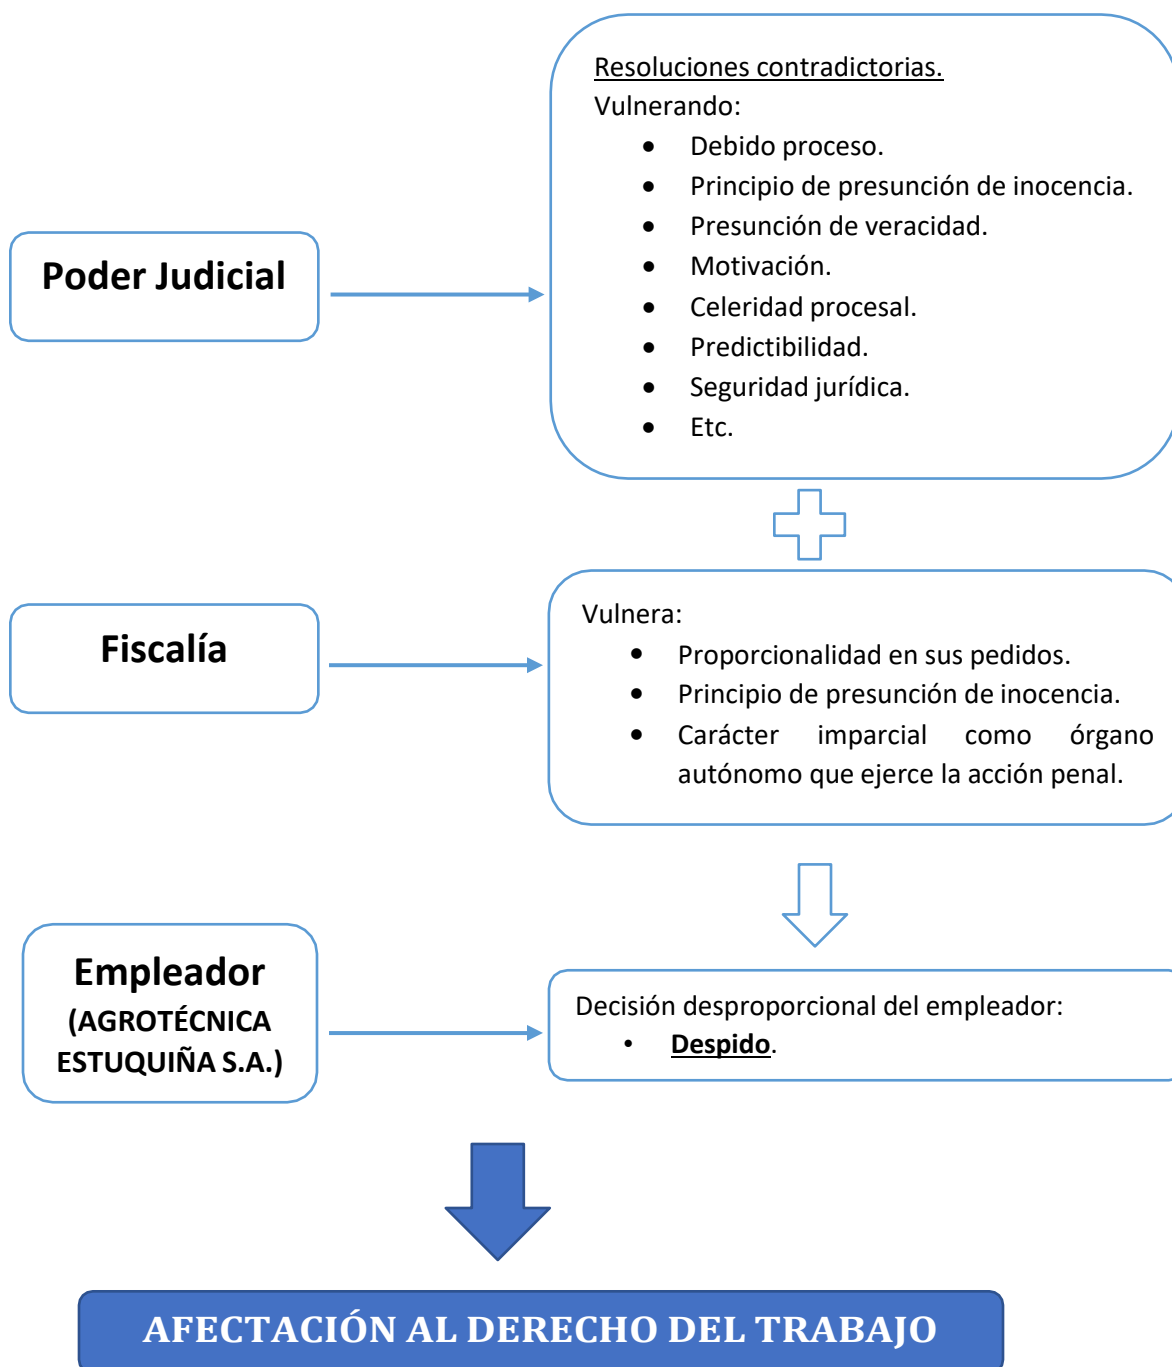 Poder Judicial
Resoluciones contradictorias.
Vulnerando:
• Debido proceso.
• Principio de presunción de inocencia.
• Presunción de veracidad.
• Motivación.
• Celeridad procesal.
• Predictibilidad.
• Seguridad jurídica.
• Etc.
Fiscalía
Vulnera:
• Proporcionalidad en sus pedidos.
• Principio de presunción de inocencia.
• Carácter imparcial como órgano
autónomo que ejerce la acción penal.
Empleador
(AGROTÉCNICA
ESTUQUIÑA S.A.)
Decisión desproporcional del empleador:
• Despido.
AFECTACIÓN AL DERECHO DEL TRABAJO